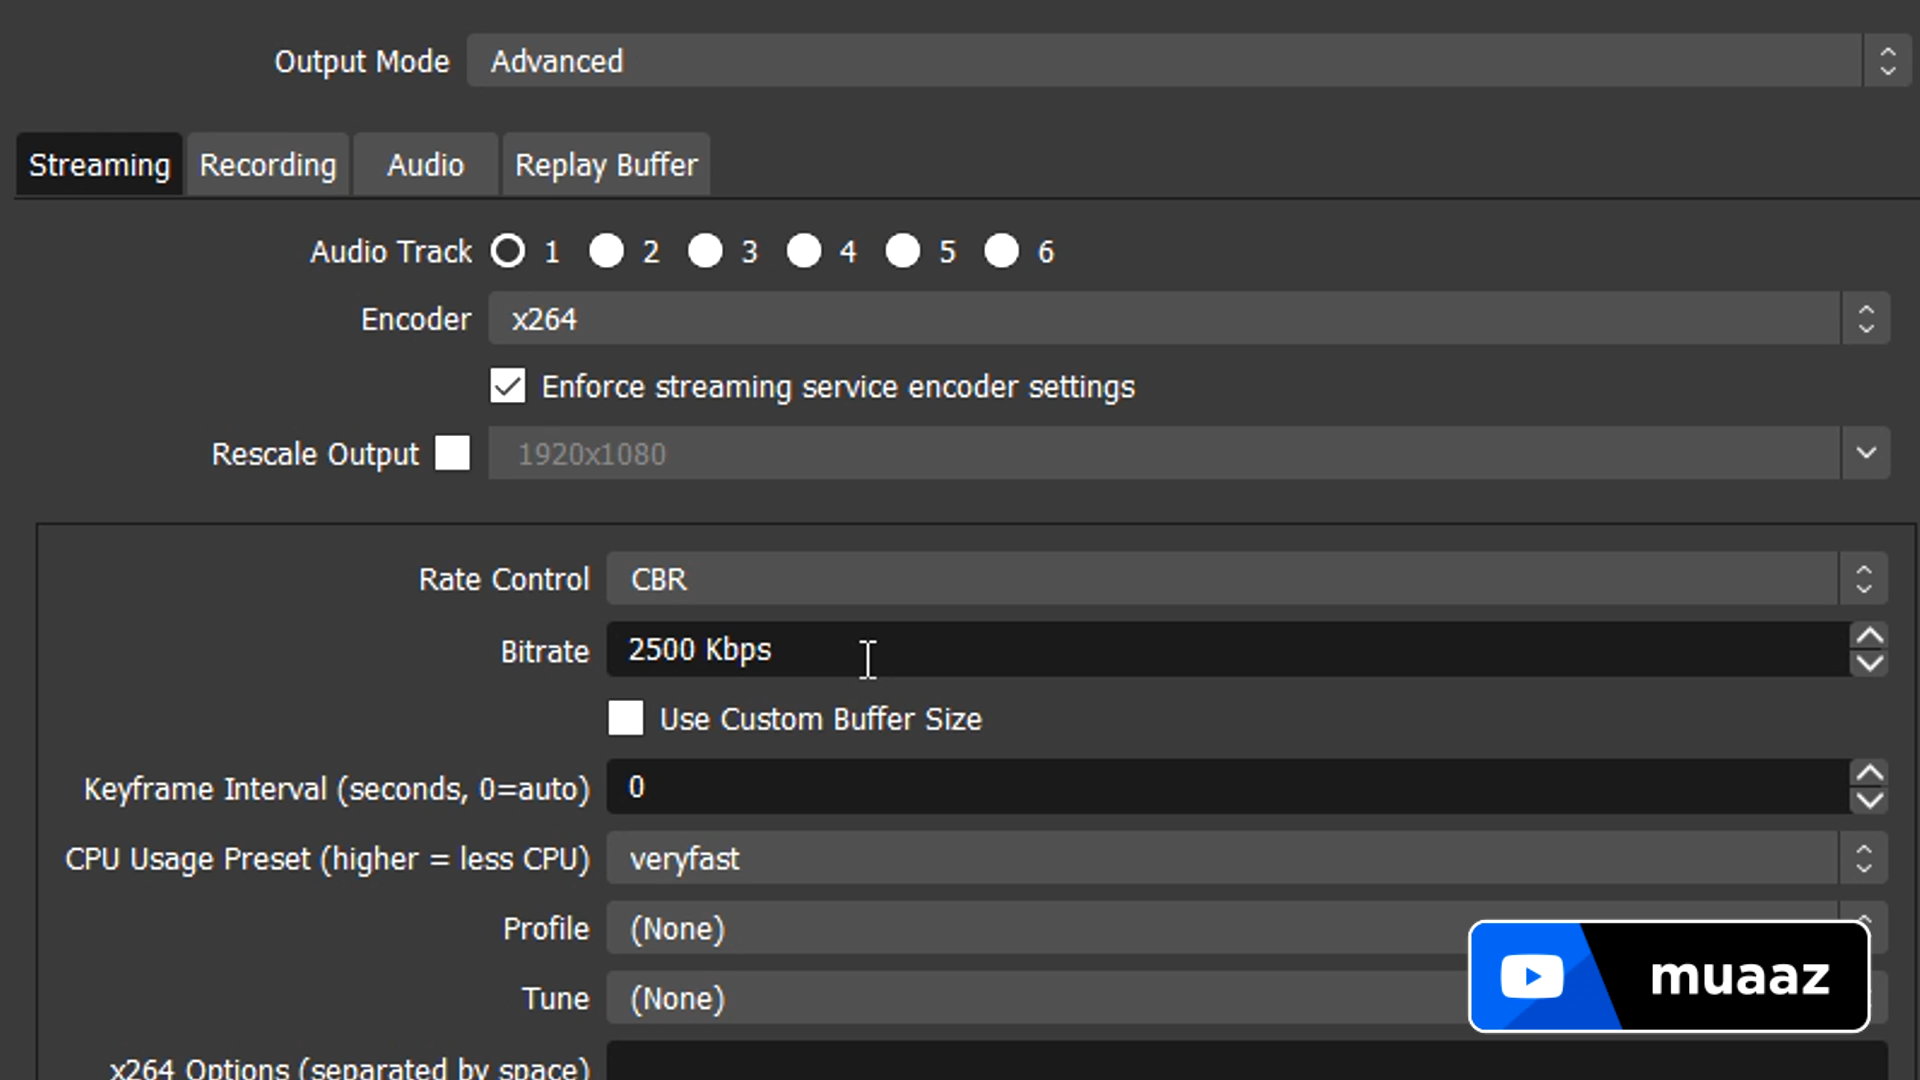 Output Mode Advanced
Streaming Recording Audio Replay Buffer
Audio Track 1 2 3 4 5 6
Encoder x264
Enforce streaming service encoder settings
Rescale Output 1920x1080
Rate Control CBR
Bitrate 2500 Kbps
Use Custom Buffer Size
Keyframe Interval (seconds, 0=auto) 0
CPU Usage Preset (higher = less CPU) veryfast
Profile (None)
Tune (None)
muaaz
x264 Options (separated by space)